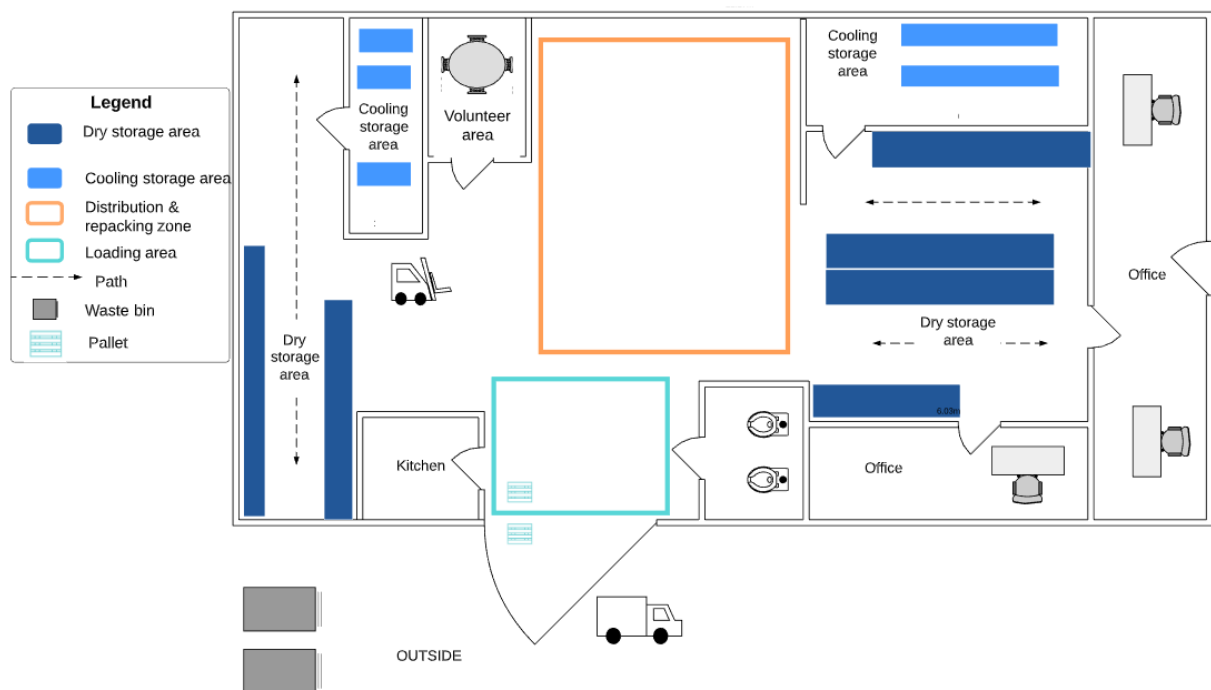 Legend
Dry storage area
Cooling storage area
Distribution &
repacking zone
Loading area
Path
Waste bin
Pallet
Cooling
storage
area
Volunteer
area
Cooling
storage
area
Office
Dry
storage
area
Dry storage
area
6.03m
Kitchen
Office
OUTSIDE